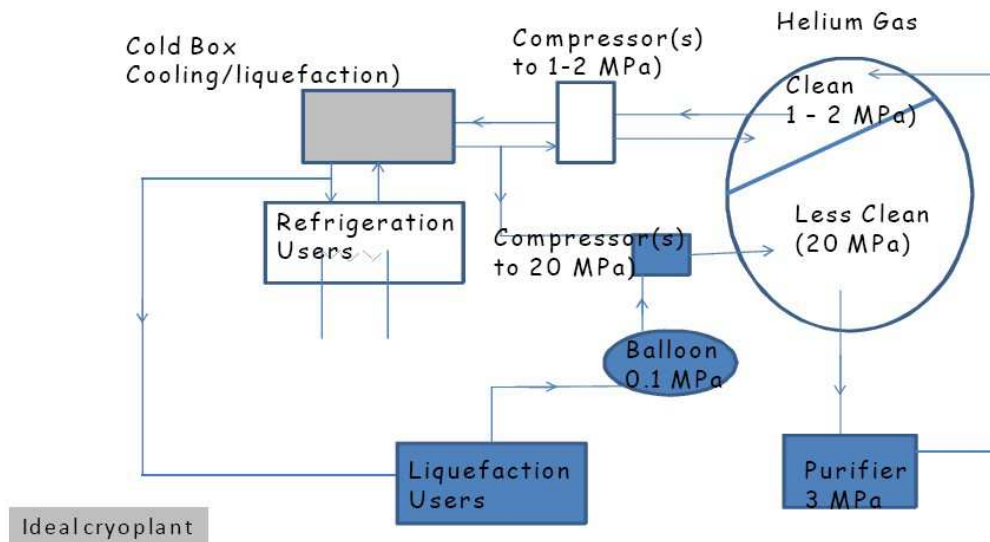 Helium Gas
Cold Box
Cooling/liquefaction)
Compressor(s)
to 1-2 MPa)
Clean
1 - 2 MPa)
Refrigeration
Users
Compressor(s)
to 20 MPa)
Less Clean
(20 MPa)
Balloon
0.1 MPa
Liquefaction
Users
Purifier
3 MPa
Ideal cryoplant